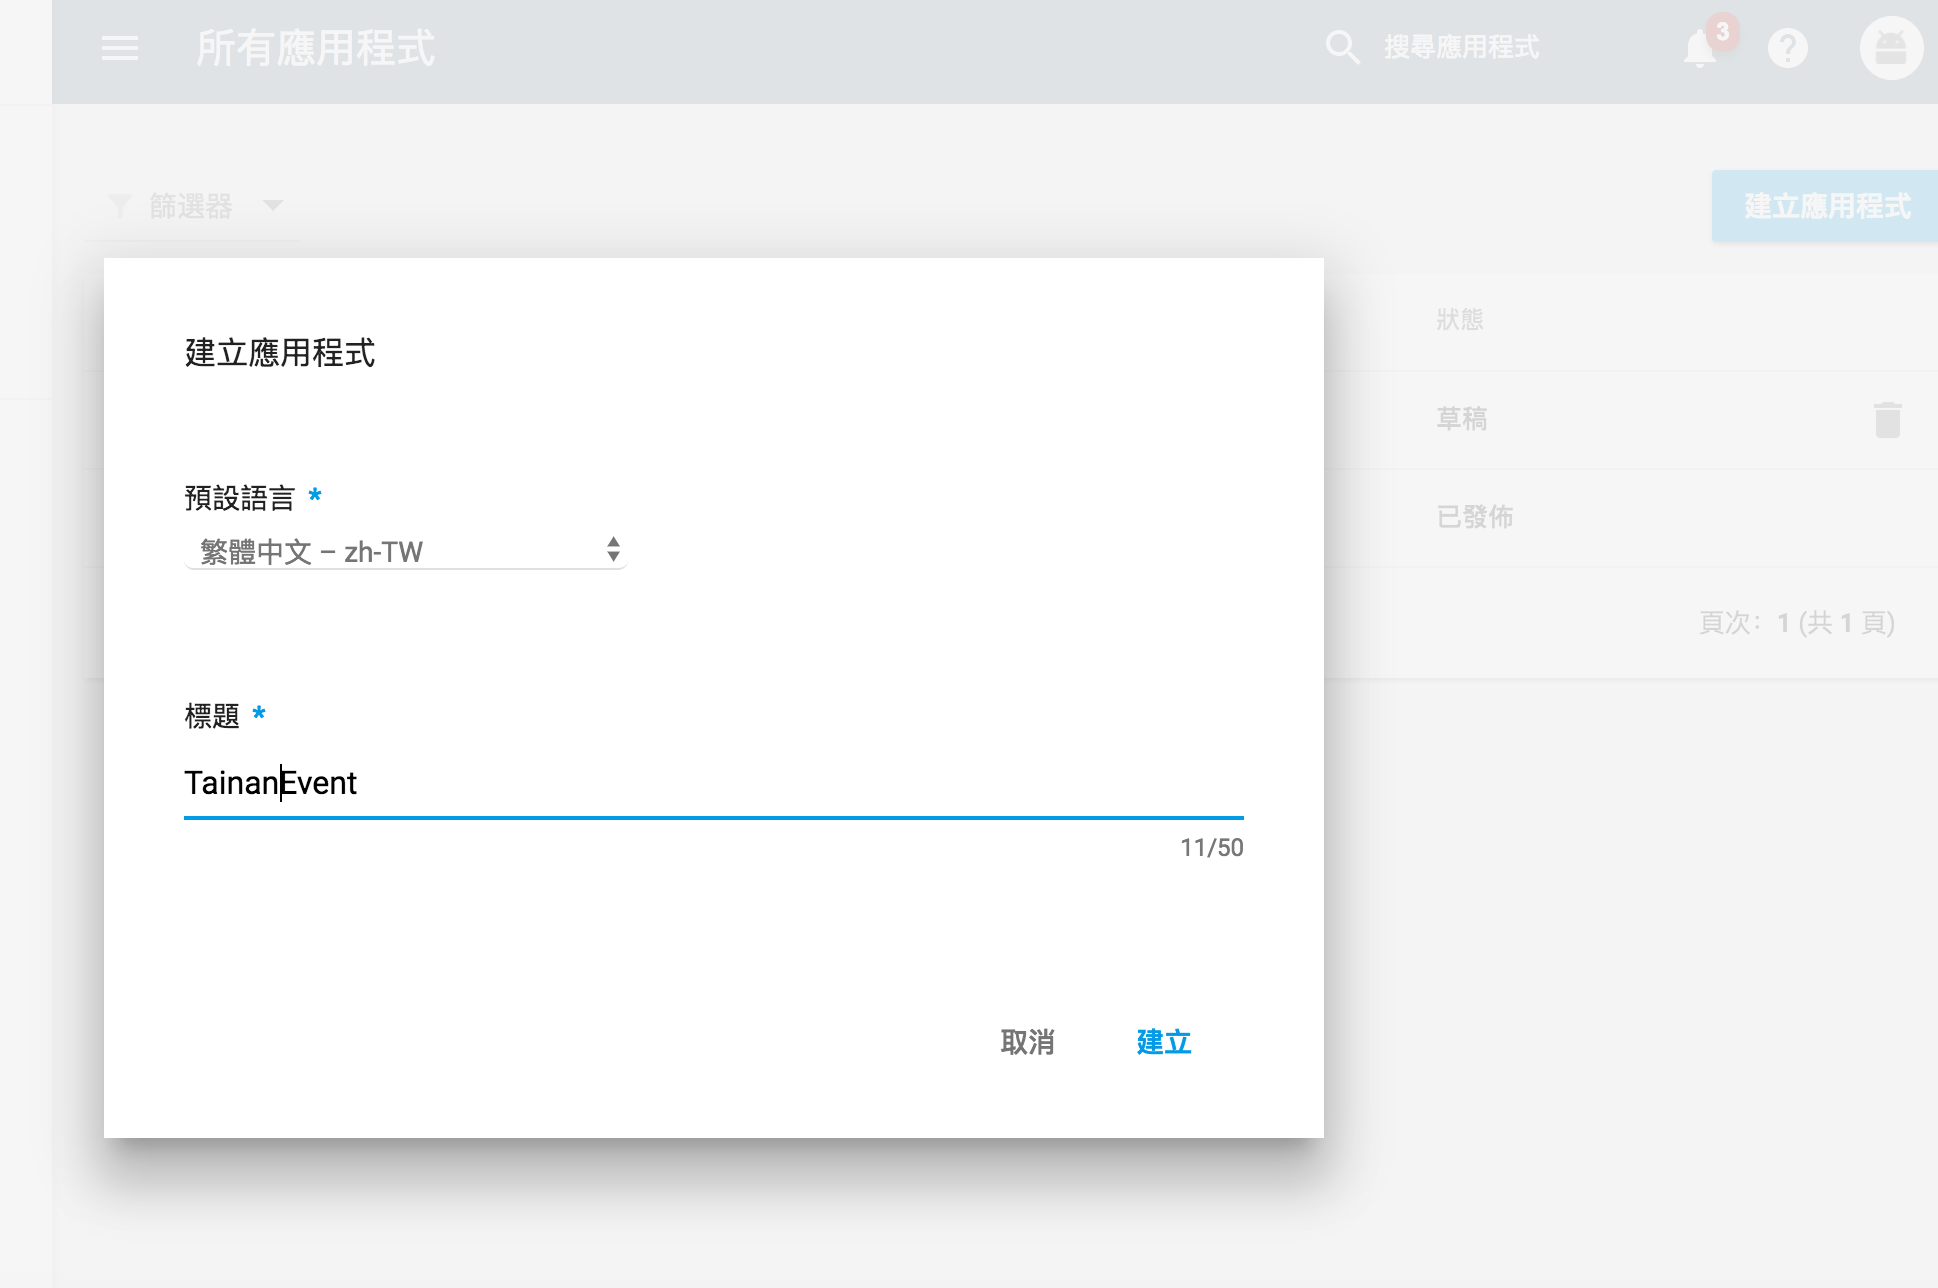 所有應用程式
搜尋應用程式
3
篩選器
建立應用程式
狀態
草稿
已發佈
頁次： 1 (共 1 頁)
建立應用程式
預設語言 *
繁體中文 – zh-TW
標題 *
TainanEvent
11/50
取消
建立